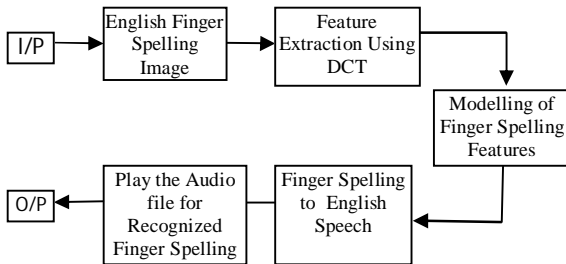 I/P
English Finger
Spelling
Image
Feature
Extraction Using
DCT
Modelling of
Finger Spelling
Features
Finger Spelling
to English
Speech
Play the Audio
file for
Recognized
Finger Spelling
O/P